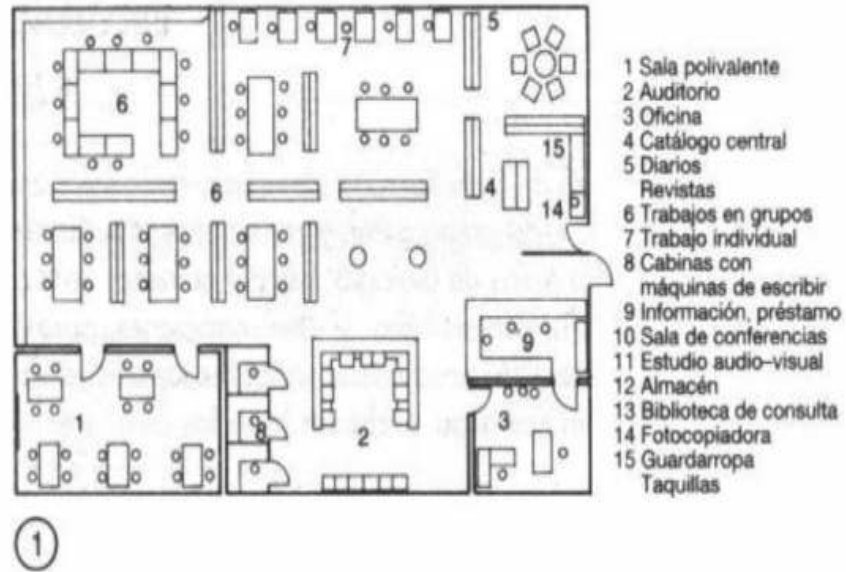 5
7
6
15
4
14
6
9
8
1
2
3
1 Sala polivalente
2 Auditorio
3 Oficina
4 Catálogo central
5 Diarios
Revistas
6 Trabajos en grupos
7 Trabajo individual
8 Cabinas con
máquinas de escribir
9 Información, préstamo
10 Sala de conferencias
11 Estudio audio-visual
12 Almacén
13 Biblioteca de consulta
14 Fotocopiadora
15 Guardarropa
Taquillas
1